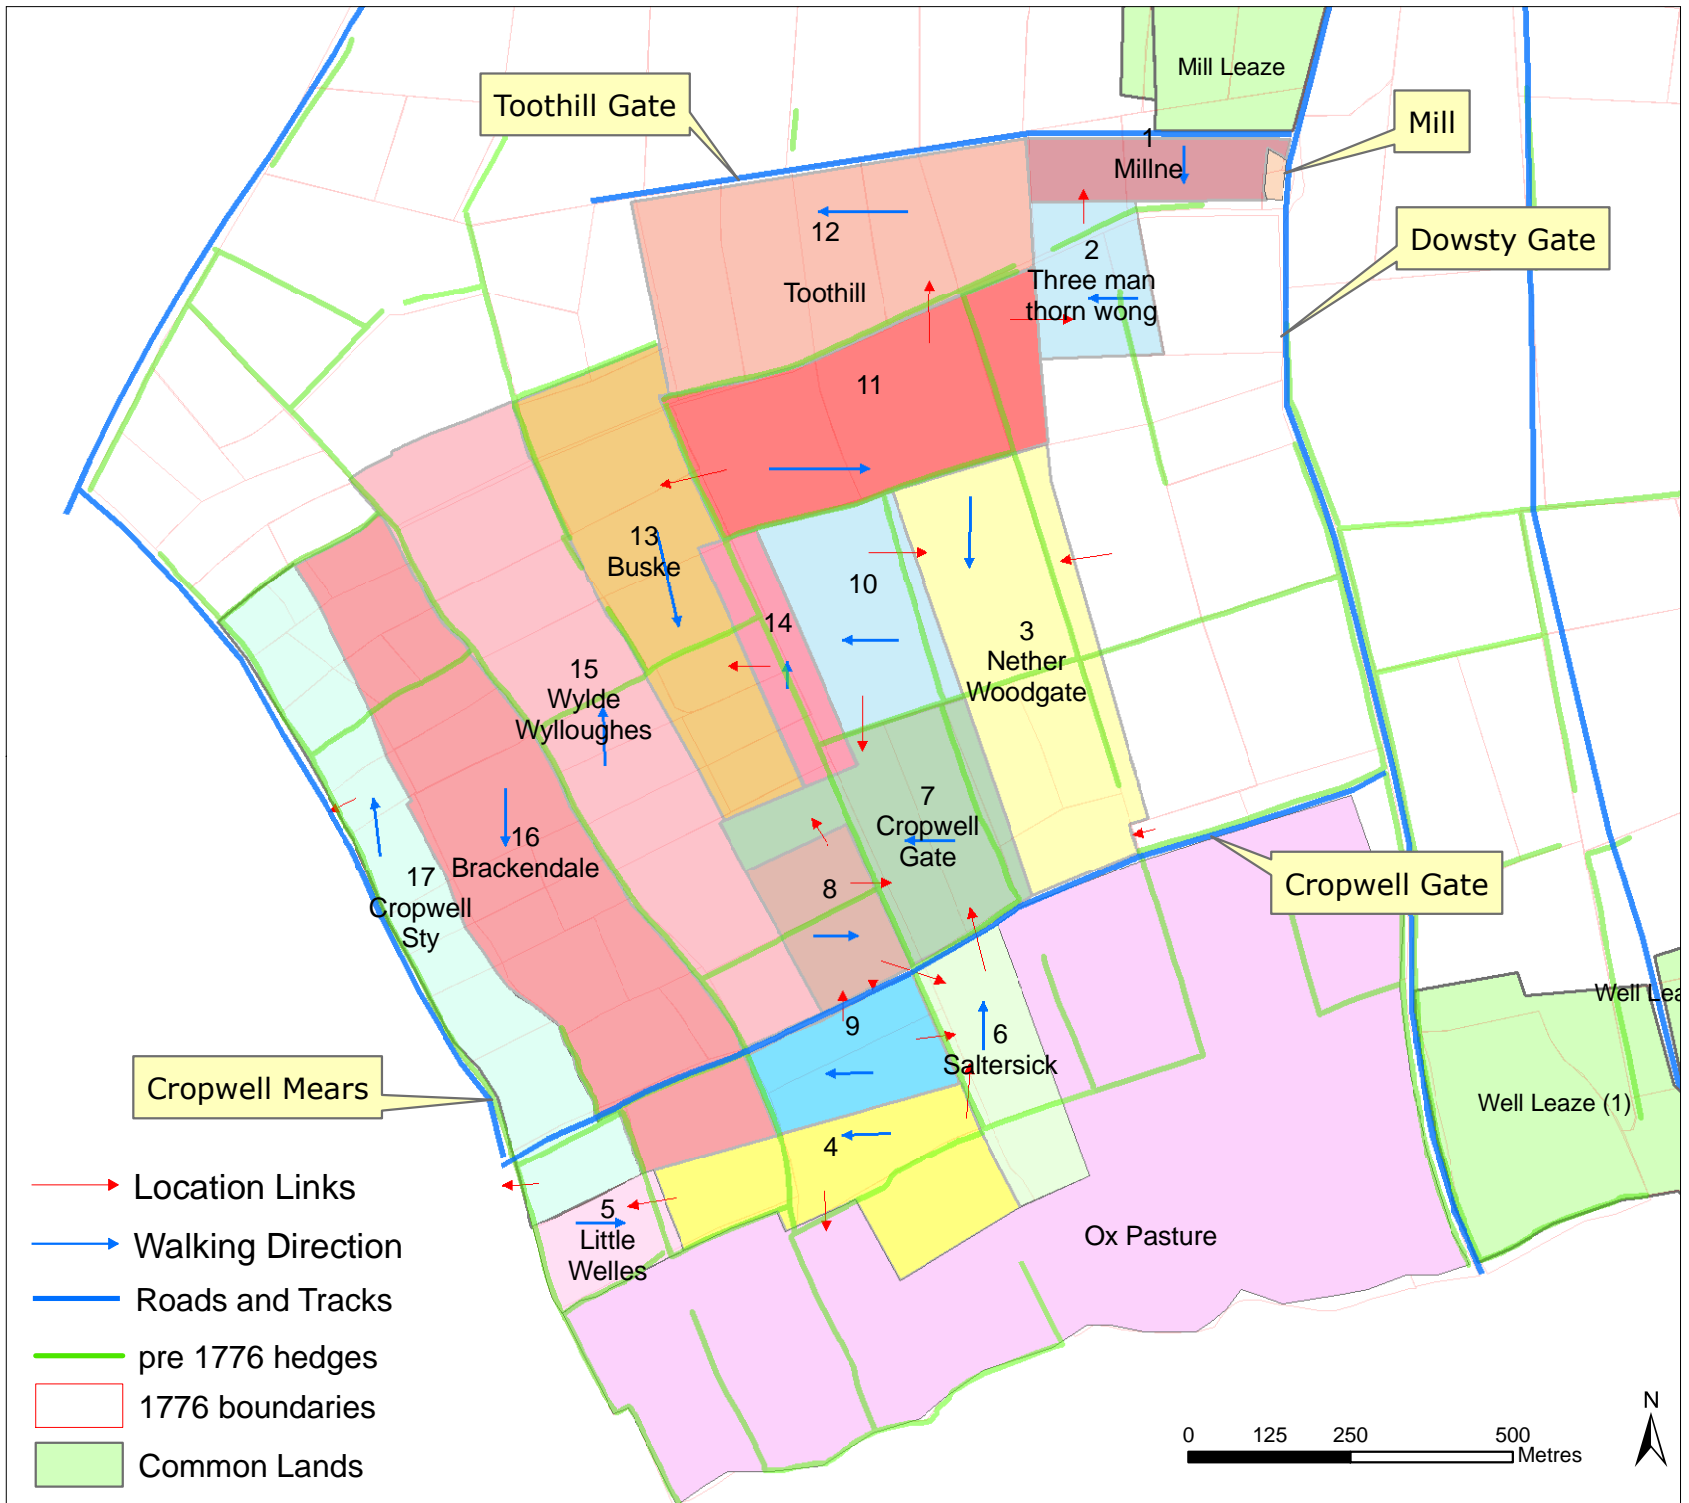 Mill Leaze
Toothill Gate
Mill
1
Millne
Dowsty Gate
12
Toothill
2
Three man
thorn wong
11
13
Buske
10
14
3
Nether
Woodgate
15
Wylde
Wylloughes
7
Cropwell
Gate
16
Brackendale
8
17
Cropwell
Sty
Cropwell Gate
Well Lea
9
6
Saltersick
Cropwell Mears
Well Leaze (1)
4
5
Little
Welles
Ox Pasture
Location Links
Walking Direction
Roads and Tracks
pre 1776 hedges
1776 boundaries
Common Lands
0 125 250 500
Metres
N